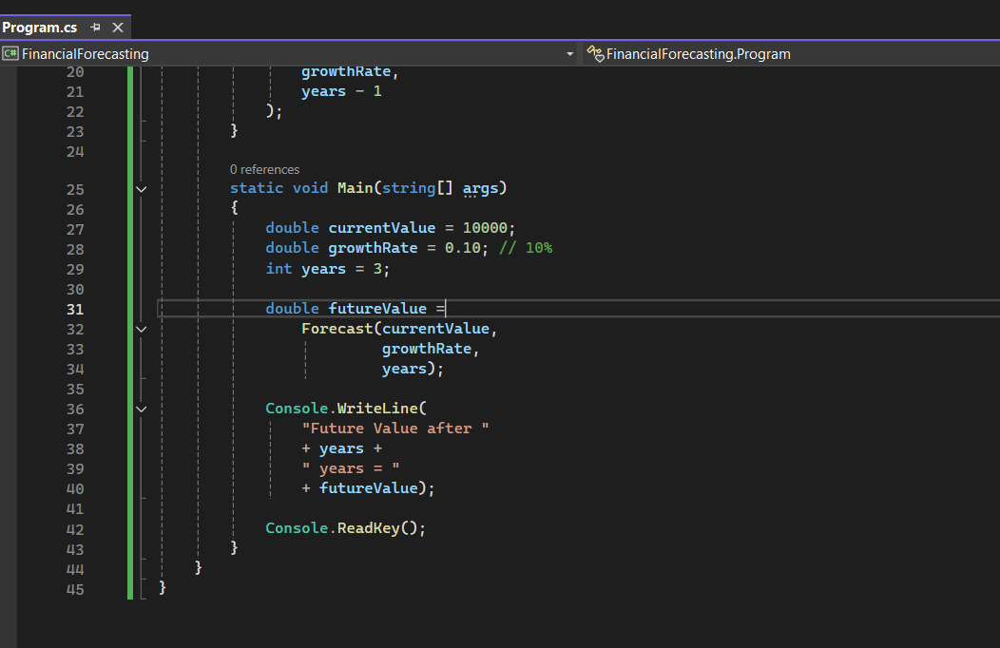 Program.cs
C# FinancialForecasting FinancialForecasting.Program
20 growthRate,
21 years - 1
22 );
23 }
24
0 references
25 static void Main(string[] args)
26 {
27 double currentValue = 10000;
28 double growthRate = 0.10; // 10%
29 int years = 3;
30
31 double futureValue =
32 Forecast(currentValue,
33 growthRate,
34 years);
35
36 Console.WriteLine(
37 "Future Value after "
38 + years +
39 " years = "
40 + futureValue);
41
42 Console.ReadKey();
43 }
44 }
45 }